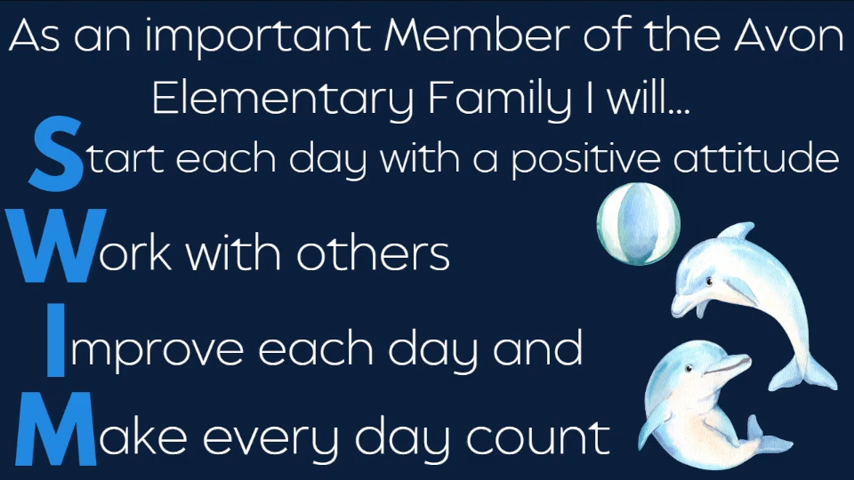 As an important Member of the Avon
Elementary Family I will...
Start each day with a positive attitude
Work with others
Improve each day and
Make every day count